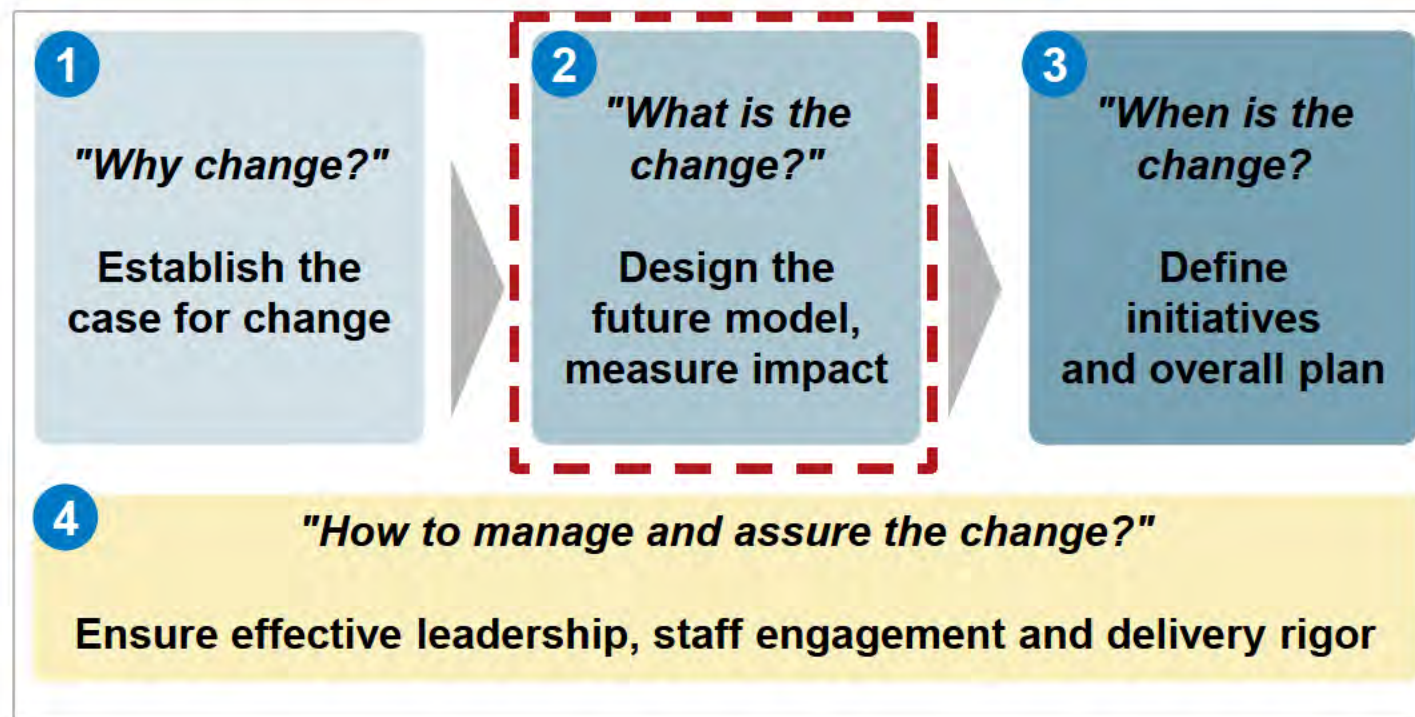 1
"Why change?"
Establish the
case for change
2
"What is the
change?"
Design the
future model,
measure impact
3
"When is the
change?
Define
initiatives
and overall plan
4
"How to manage and assure the change?"
Ensure effective leadership, staff engagement and delivery rigor